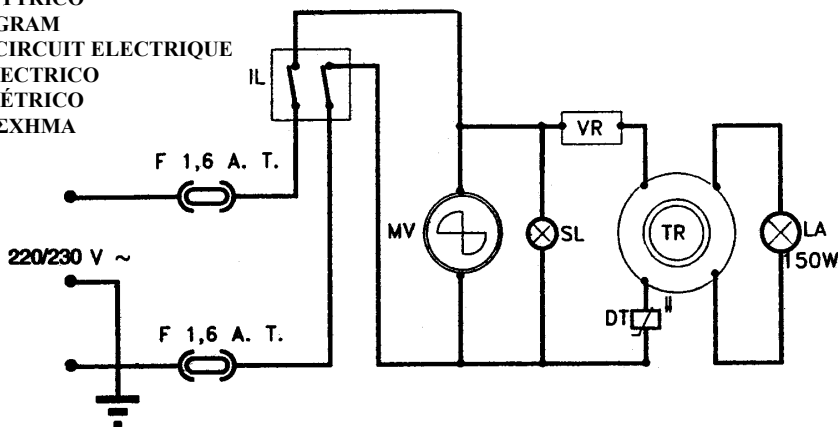 TTRICO
GRAM
CIRCUIT ELECTRIQUE
ECTRICO
ÉTRICO
ΣΧΗΜΑ
IL
F 1,6 A. T.
220/230 V ~
F 1,6 A. T.
MV
SL
VR
TR
DT
LA
150W